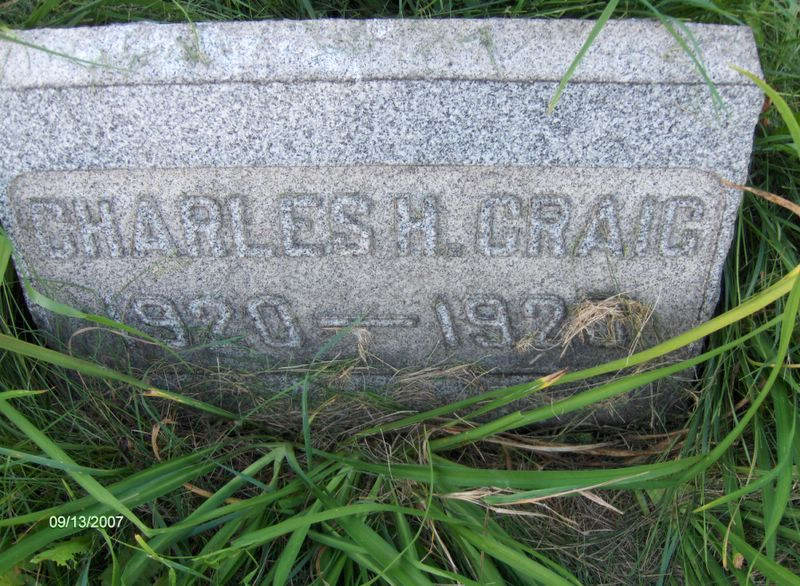 CHARLES H. CRAIG
1920 —
09/13/2007